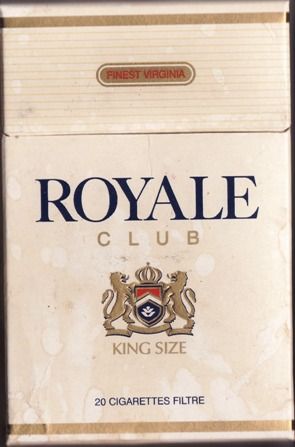 FINEST VIRGINIA
ROYALE
CLUB
KING SIZE
20 CIGARETTES FILTRE